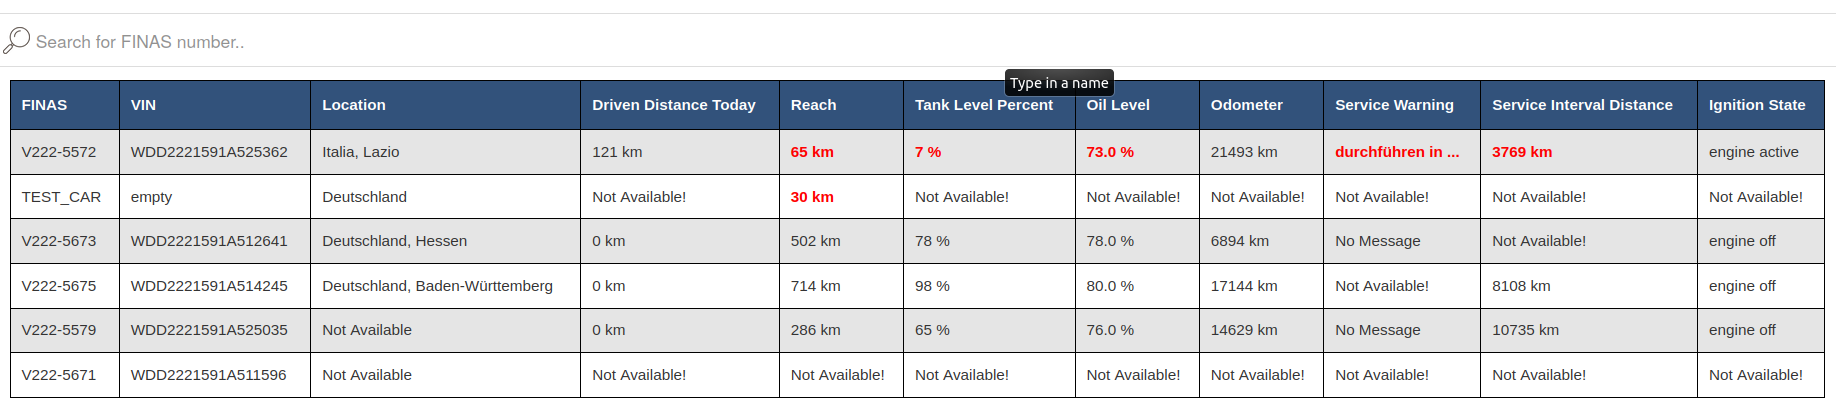 Search for FINAS number..
Type in a name
FINAS VIN Location Driven Distance Today Reach Tank Level Percent Oil Level Odometer Service Warning Service Interval Distance Ignition State
V222-5572 WDD2221591A525362 Italia, Lazio 121 km 65 km 7 % 73.0 % 21493 km durchführen in ... 3769 km engine active
TEST_CAR empty Deutschland Not Available! 30 km Not Available! Not Available! Not Available! Not Available! Not Available! Not Available!
V222-5673 WDD2221591A512641 Deutschland, Hessen 0 km 502 km 78 % 78.0 % 6894 km No Message Not Available! engine off
V222-5675 WDD2221591A514245 Deutschland, Baden-Württemberg 0 km 714 km 98 % 80.0 % 17144 km Not Available! 8108 km engine off
V222-5579 WDD2221591A525035 Not Available 0 km 286 km 65 % 76.0 % 14629 km No Message 10735 km engine off
V222-5671 WDD2221591A511596 Not Available Not Available! Not Available! Not Available! Not Available! Not Available! Not Available! Not Available! Not Available!